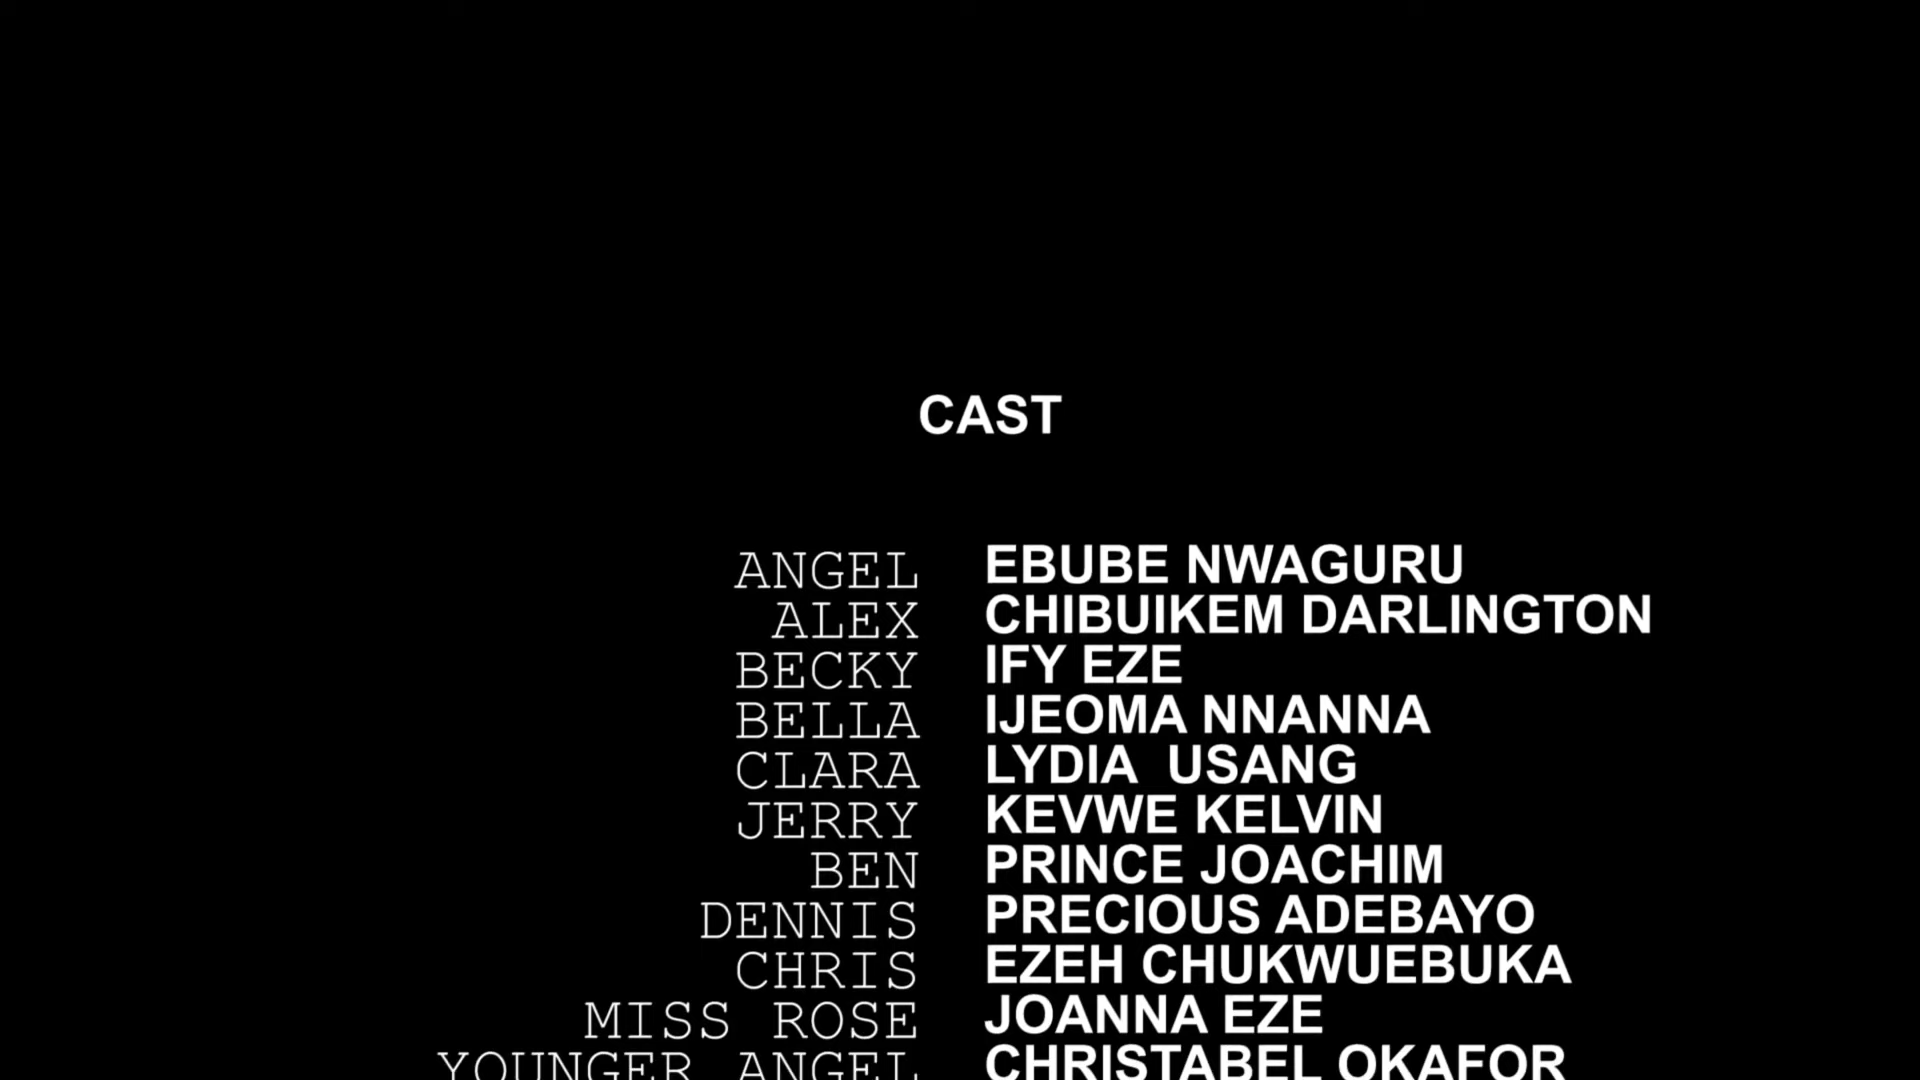 CAST
ANGEL EBUBE NWAGURU
ALEX CHIBUIKEM DARLINGTON
BECKY IFY EZE
BELLA IJEOMA NNANNA
CLARA LYDIA USANG
JERRY KEVWE KELVIN
BEN PRINCE JOACHIM
DENNIS PRECIOUS ADEBAYO
CHRIS EZEH CHUKWUEBUKA
MISS ROSE JOANNA EZE
YOUNGER ANGEL CHRISTABEL OKAFOR